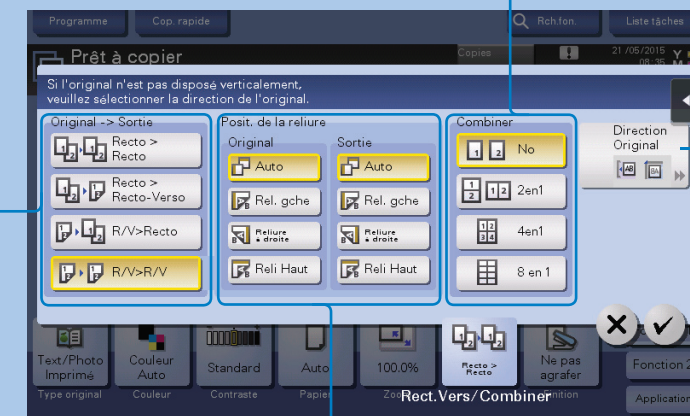 Programme
Cop. rapide
Rch.fon.
Liste tâches
Prêt à copier
Copies
21 /05/2015
08:35
Y
M
Si l'original n'est pas disposé verticalement,
veuillez sélectionner la direction de l'original.
Original -> Sortie
Recto >
Recto
Recto >
Recto-Verso
R/V>Recto
R/V>R/V
Posit. de la reliure
Original
Sortie
Auto
Auto
Rel. gche
Rel. gche
Reliure
à droite
Reliure
à droite
Reli Haut
Reli Haut
Combiner
No
2en1
4en1
8 en 1
Direction
Original
Text/Photo
Imprimé
Couleur
Auto
Standard
Auto
100.0%
Recto >
Recto
Ne pas
agrafer
Fonction 2
Type original
Couleur
Contraste
Papier
Zoo
Rect.Vers/Combiner
nition
Application